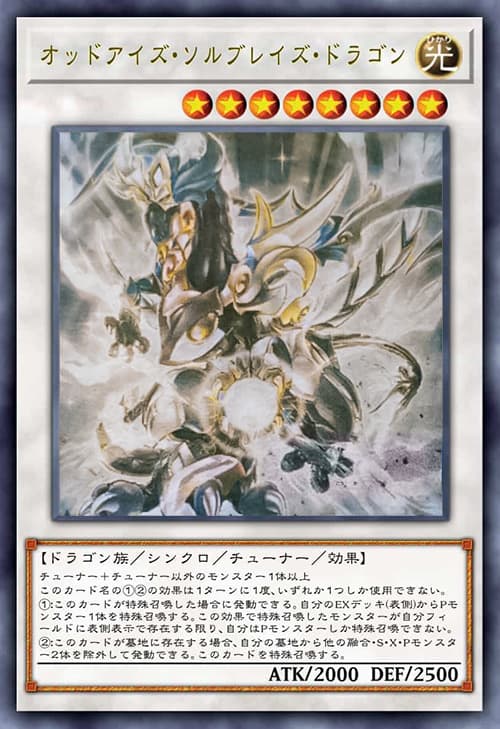 オッドアイズ・ソルブレイズ・ドラゴン
ひかり
光
【ドラゴン族／シンクロ／チューナー／効果】
チューナー＋チューナー以外のモンスター1体以上
このカード名の①②の効果は1ターンに1度、いずれか1つしか使用できない。
①:このカードが特殊召喚した場合に発動できる。自分のEXデッキ(表側)からPモ
ンスター1体を特殊召喚する。この効果で特殊召喚したモンスターが自分フィ
ールドに表側表示で存在する限り、自分はPモンスターしか特殊召喚できない。
②:このカードが墓地に存在する場合、自分の墓地から他の融合・S・X・Pモンスタ
ー2体を除外して発動できる。このカードを特殊召喚する。
ATK/2000 DEF/2500